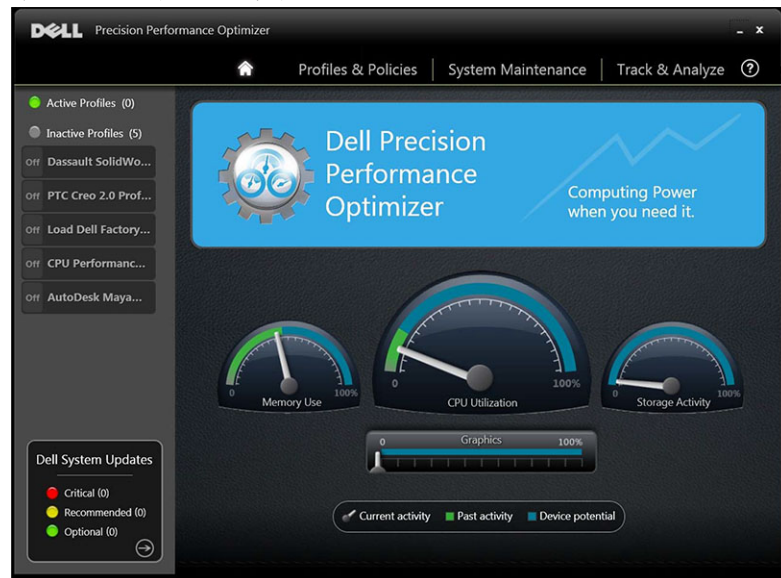 DELL Precision Performance Optimizer
Profiles & Policies
System Maintenance
Track & Analyze
?
Active Profiles (0)
Inactive Profiles (5)
Off Dassault SolidWo...
Off PTC Creo 2.0 Prof...
Off Load Dell Factory...
Off CPU Performanc...
Off AutoDesk Maya...
Dell Precision
Performance
Optimizer
Computing Power
when you need it.
0
100%
Memory Use
0
100%
CPU Utilization
0
100%
Storage Activity
0
Graphics
100%
Current activity
Past activity
Device potential
Dell System Updates
Critical (0)
Recommended (0)
Optional (0)